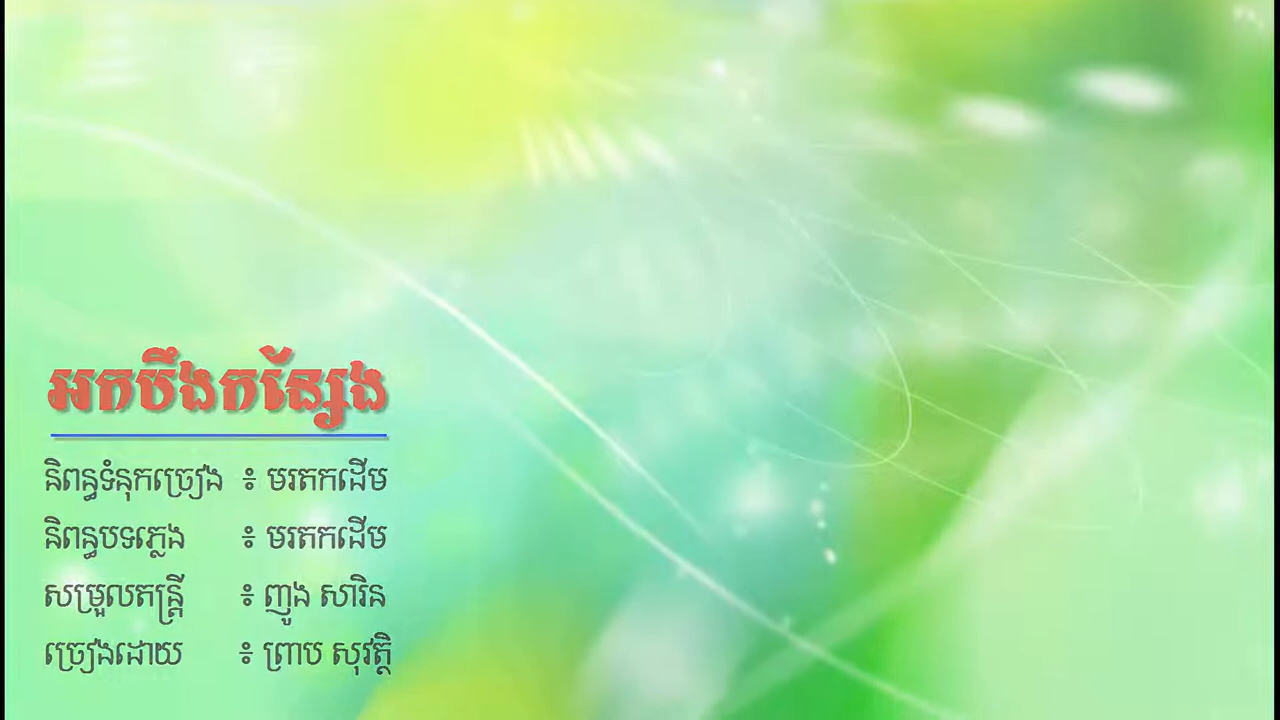 អកបឹងកន្សែង
និពន្ធទំនុកច្រៀង ៖ មរតកដើម
និពន្ធបទភ្លេង ៖ មរតកដើម
សម្រួលតន្ត្រី ៖ ញូង សារិន
ច្រៀងដោយ ៖ ព្រាប សុវត្ថិ